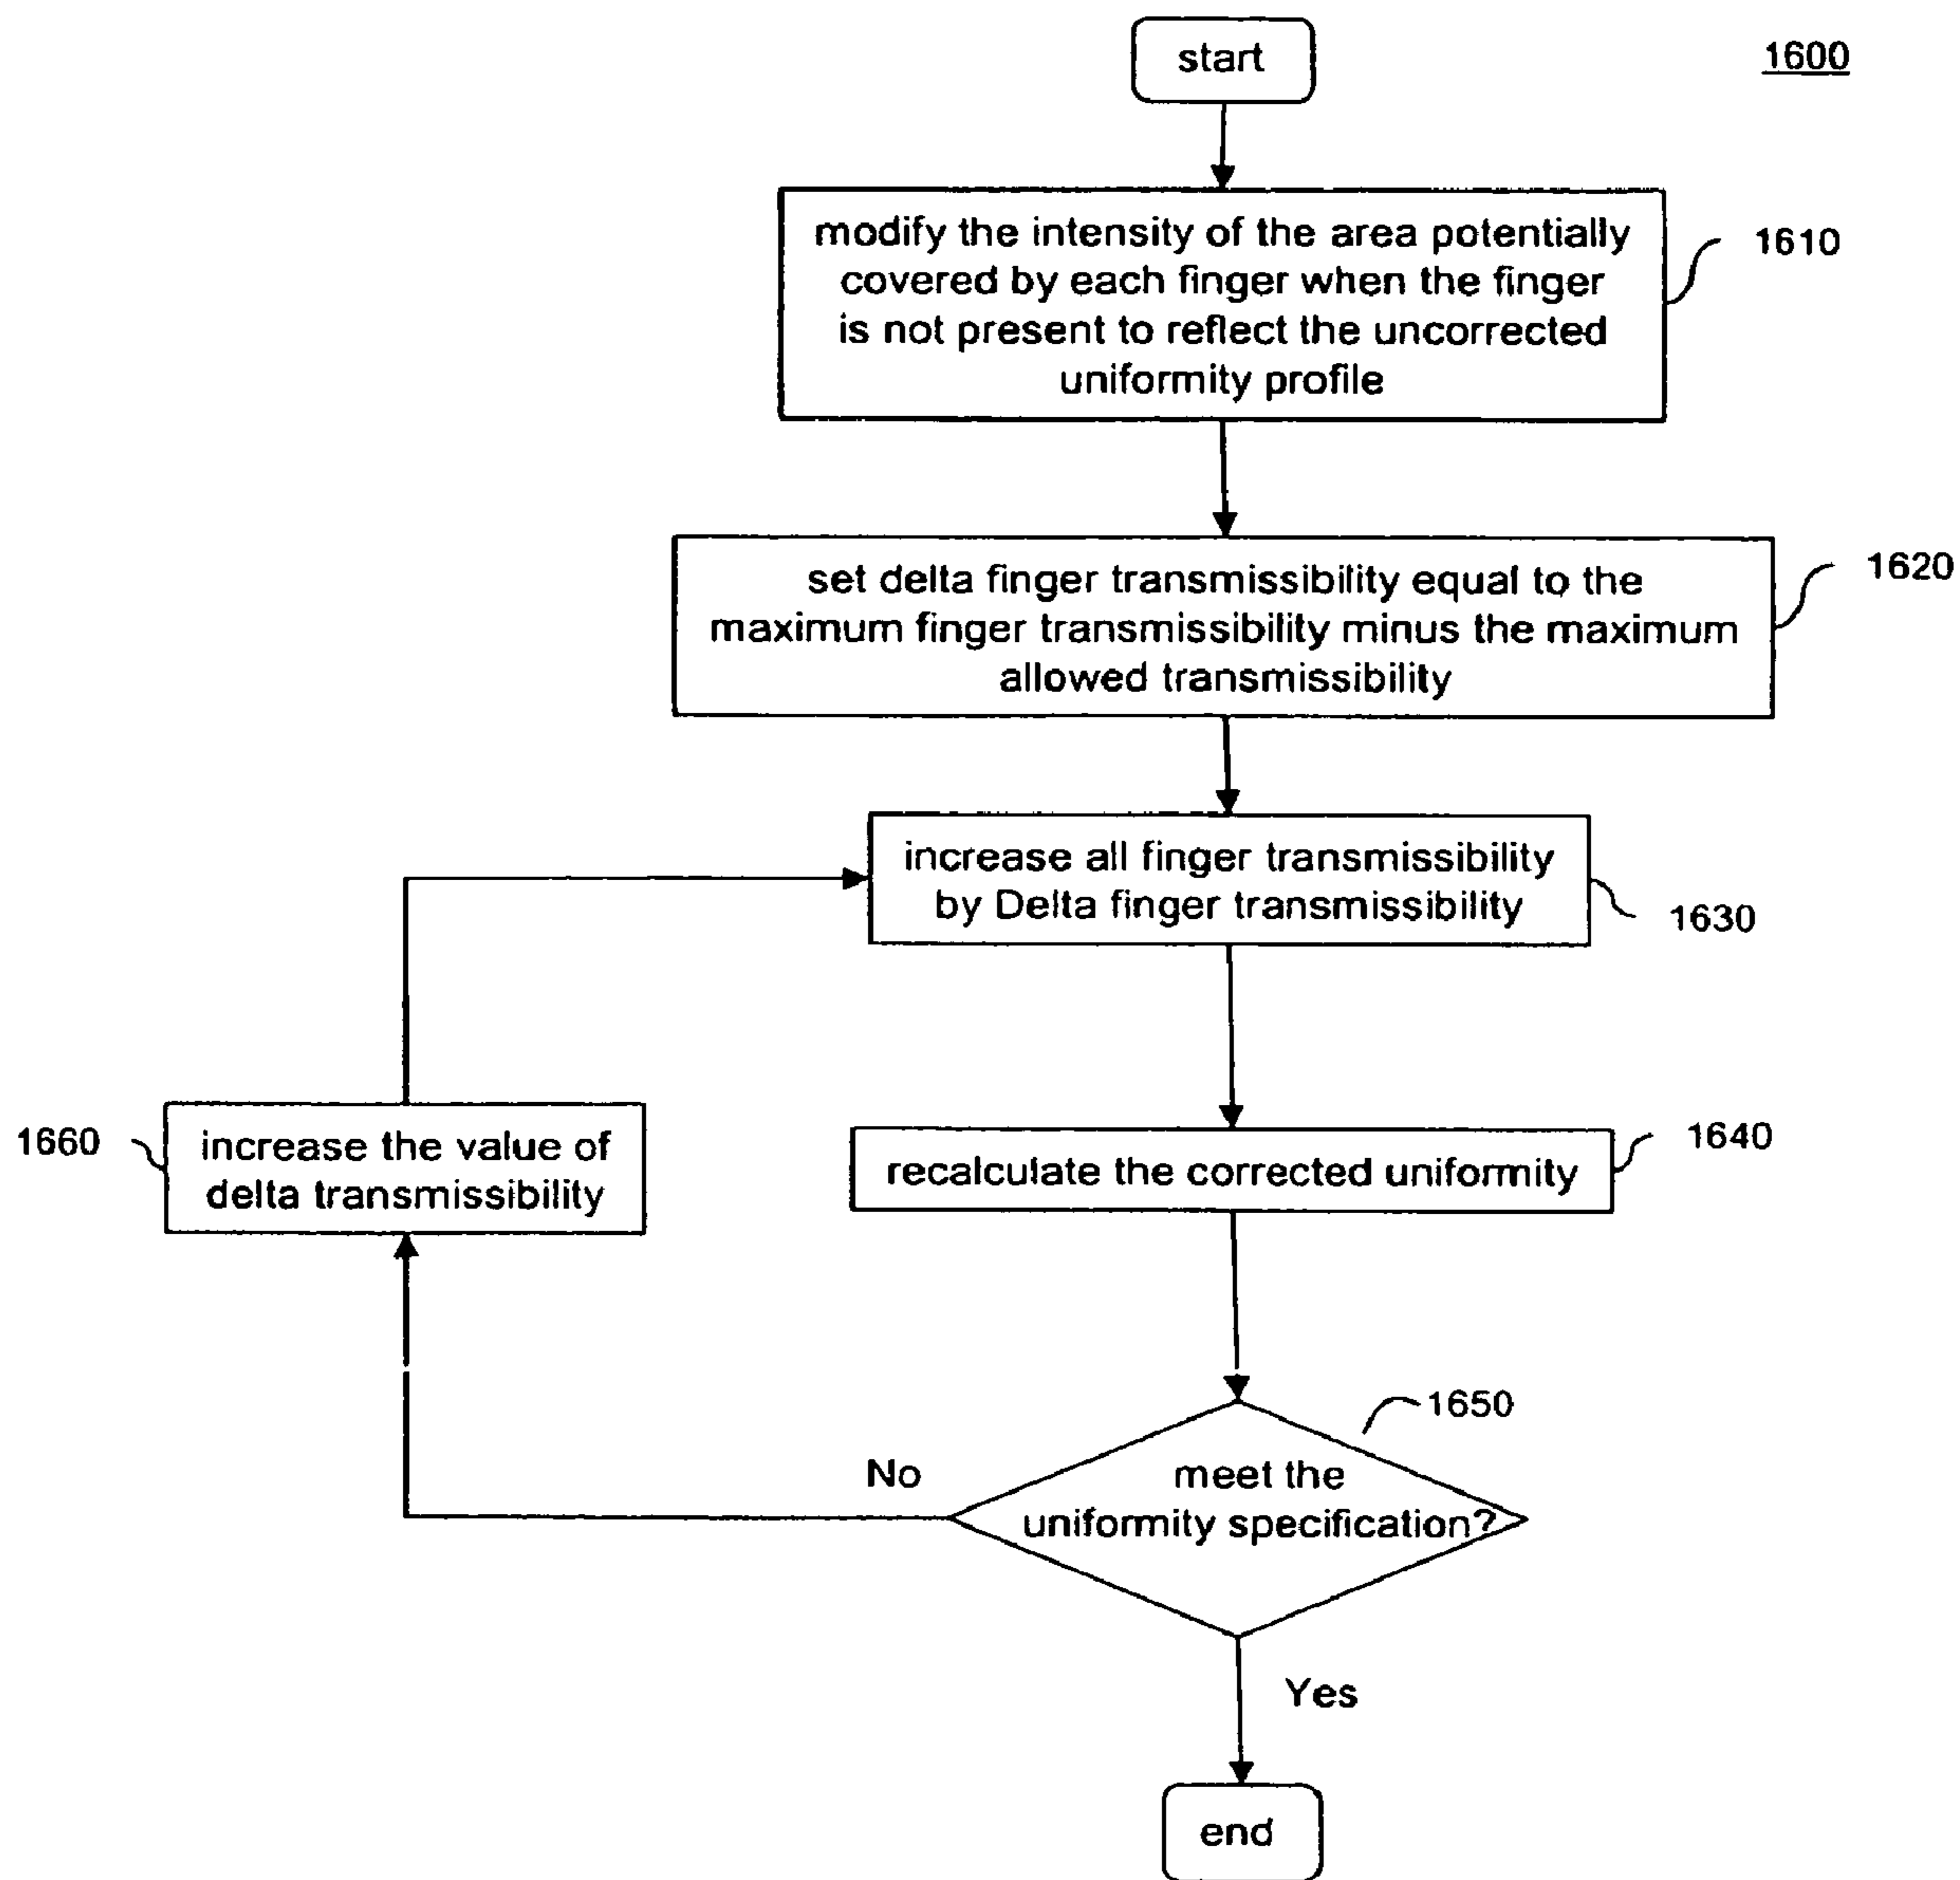 start
1600
modify the intensity of the area potentially
covered by each finger when the finger
is not present to reflect the uncorrected
uniformity profile
1610
set delta finger transmissibility equal to the
maximum finger transmissibility minus the maximum
allowed transmissibility
1620
increase all finger transmissibility
by Delta finger transmissibility
1630
1660
increase the value of
delta transmissibility
recalculate the corrected uniformity
1640
1650
No
meet the
uniformity specification?
Yes
end